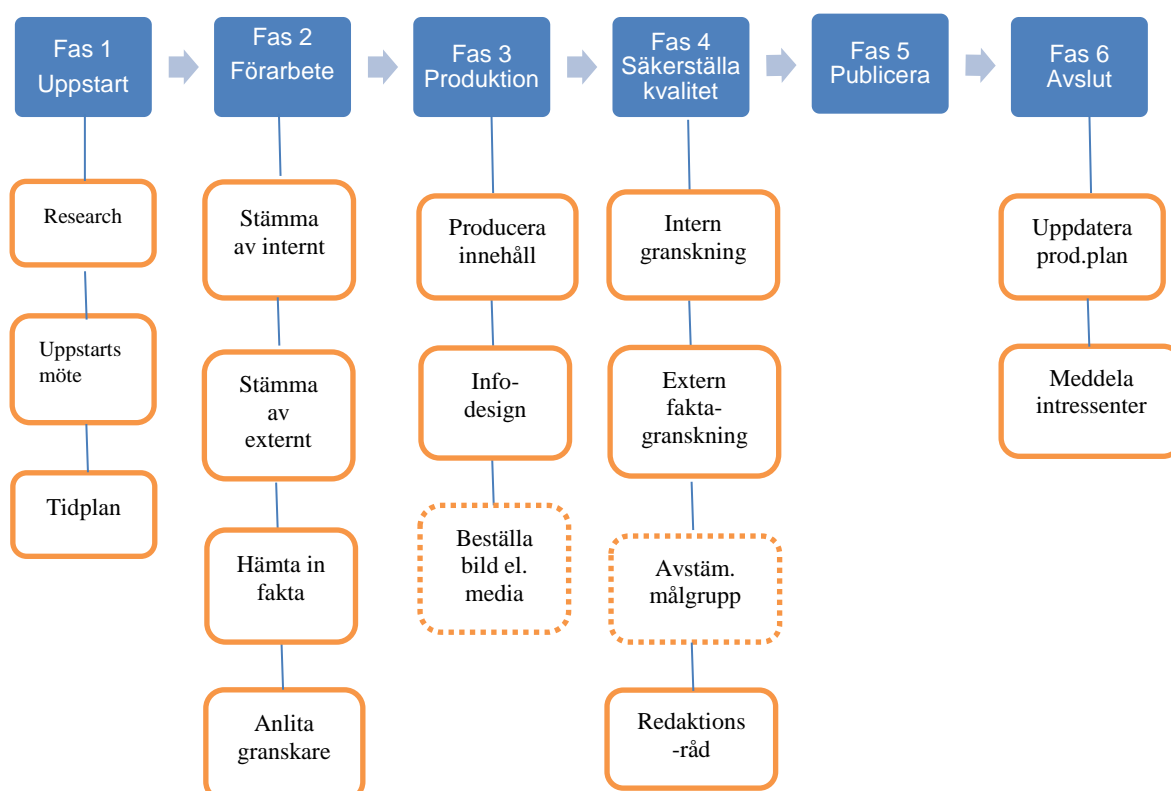 Fas 1
Uppstart
Fas 2
Förarbete
Fas 3
Produktion
Fas 4
Säkerställa
kvalitet
Fas 5
Publicera
Fas 6
Avslut
Research
Uppstarts
möte
Tidplan
Stämma
av internt
Stämma
av
externt
Hämta in
fakta
Anlita
granskare
Producera
innehåll
Info-
design
Beställa
bild el.
media
Intern
granskning
Extern
fakta-
granskning
Avstäm.
målgrupp
Redaktions
-råd
Uppdatera
prod.plan
Meddela
intressenter